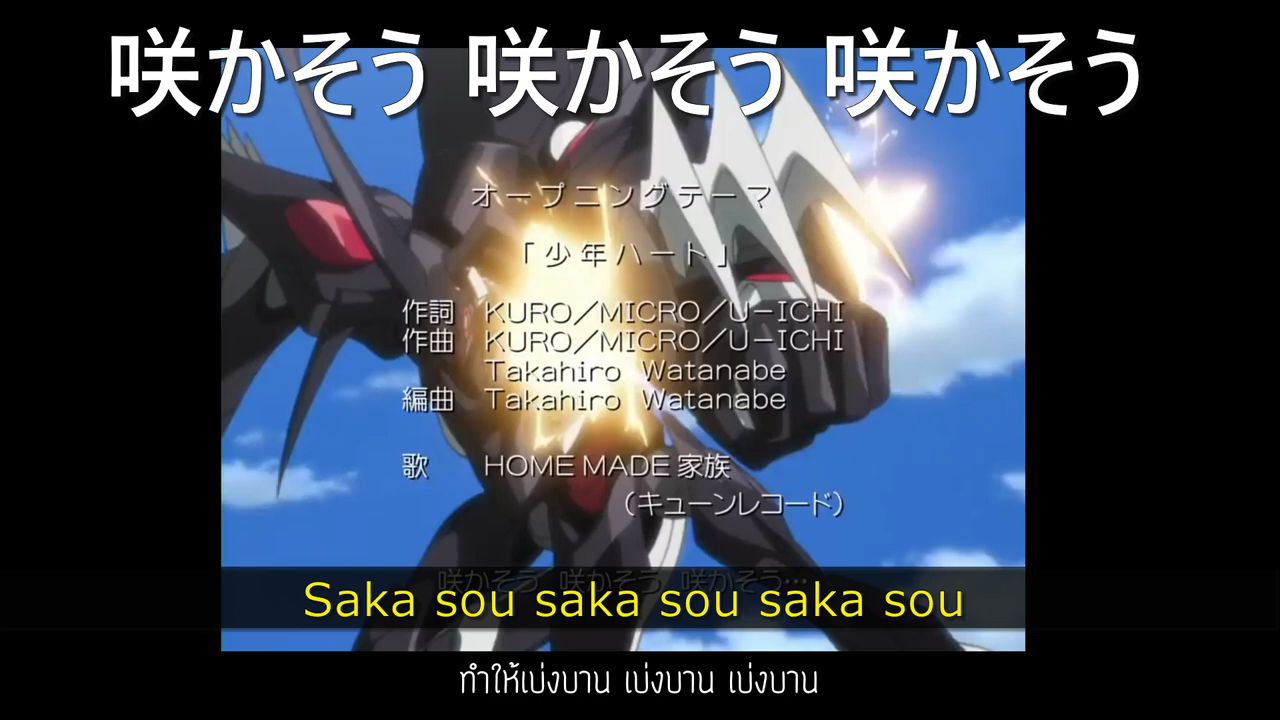 咲かそう 咲かそう 咲かそう
オープニングテーマ
「少年ハート」
作詞 KURO／MICRO／U－ICHI
作曲 KURO／MICRO／U－ICHI
Takahiro Watanabe
編曲 Takahiro Watanabe
歌 HOME MADE 家族
（キューンレコード）
咲かそう 咲かそう 咲かそう…
Saka sou saka sou saka sou
ทำให้เบ่งบาน เบ่งบาน เบ่งบาน